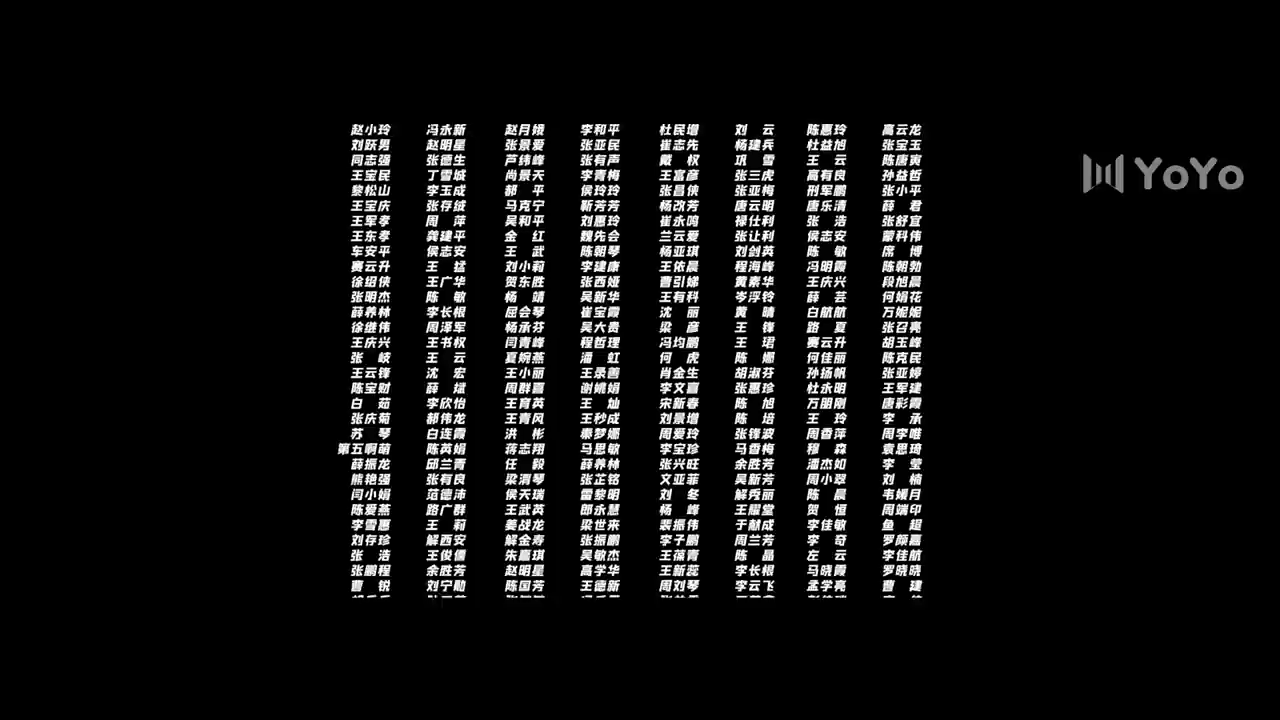 赵小玲 冯永新 赵月娥 李和平 杜民增 刘云 陈惠玲 高云龙
刘跃男 赵明星 张景爱 张亚民 崔志先 杨建兵 杜益旭 张宝玉
同志强 张德生 芦纬峰 张有声 戴权 巩雪 王云 陈唐寅
王宝民 丁雪城 尚景天 李青梅 王富彦 张三虎 高有良 孙益哲
黎松山 李玉成 郝平 侯玲玲 张昌侠 张亚梅 邢军鹏 张小平
王宝庆 张存绒 马克宁 靳芳芳 杨改芳 唐云明 唐乐清 薛君
王军孝 周萍 吴和平 刘惠玲 崔永鸣 禄仕利 张浩 张舒宜
王东孝 龚建平 金红 魏先会 兰云爱 张让利 侯志安 蒙科伟
车安平 侯志安 王武 陈朝琴 杨亚琪 刘剑英 陈敏 席博
赛云升 王猛 刘小莉 李建康 王依晨 程海峰 冯明霞 陈朝勃
徐绍侠 王广华 贺东胜 张西娅 曹引娣 黄素华 王庆兴 段旭晨
张明杰 陈敏 杨靖 吴新华 王有科 岑浮铃 薛芸 何娟花
薛养林 李长根 屈会琴 崔宝霞 沈丽 黄晴 白航航 万妮妮
徐继伟 周泽军 杨承芬 吴大贵 梁彦 王锋 路夏 张召亮
王庆兴 王书权 闫青峰 程哲理 冯均鹏 王珺 赛云升 胡玉峰
张岐 王云 夏婉燕 潘虹 何虎 陈娜 何佳丽 陈克民
王云锋 沈宏 王小丽 王录善 肖金生 胡淑芬 孙扬帆 张亚婷
陈宝财 薛斌 周群喜 谢嫦娟 李文嘉 张惠珍 杜永明 王军建
白茹 李欣怡 王育英 王灿 宋新春 陈旭 万朋刚 唐彩霞
张庆菊 郝伟龙 王青风 王秒成 刘景增 陈培 王玲 李承
苏琴 白连霞 洪彬 秦梦娜 周爱玲 张锋波 周香萍 周李唯
第五啊萌 陈英娟 蒋志翔 马思敏 李宝珍 马香梅 穆森 袁思琦
薛振龙 邱兰青 任毅 薛养林 张兴旺 余胜芳 潘杰如 李莹
熊艳强 张有良 梁渭琴 张芷铭 文亚菲 吴新芳 周小翠 刘楠
闫小娟 范德沛 侯天瑞 雷黎明 刘冬 解秀丽 陈晨 韦媛月
陈爱燕 路广群 王武英 郎永慧 杨峰 王耀堂 贺恒 周端印
李雪惠 王莉 姜战龙 梁世来 裴振伟 于献成 李佳敏 鱼超
刘存珍 解西安 解金寿 张振鹏 李子鹏 周兰芳 李奇 罗颇嘉
张浩 王俊儒 朱嘉琪 吴敏杰 王葆青 陈晶 左云 李佳航
张鹏程 余胜芳 赵明星 高学华 王新蕊 李长根 马晓霞 罗晓晓
曹锐 刘宁勋 陈国芳 王德新 周刘琴 李云飞 孟学亮 曹建
YoYo